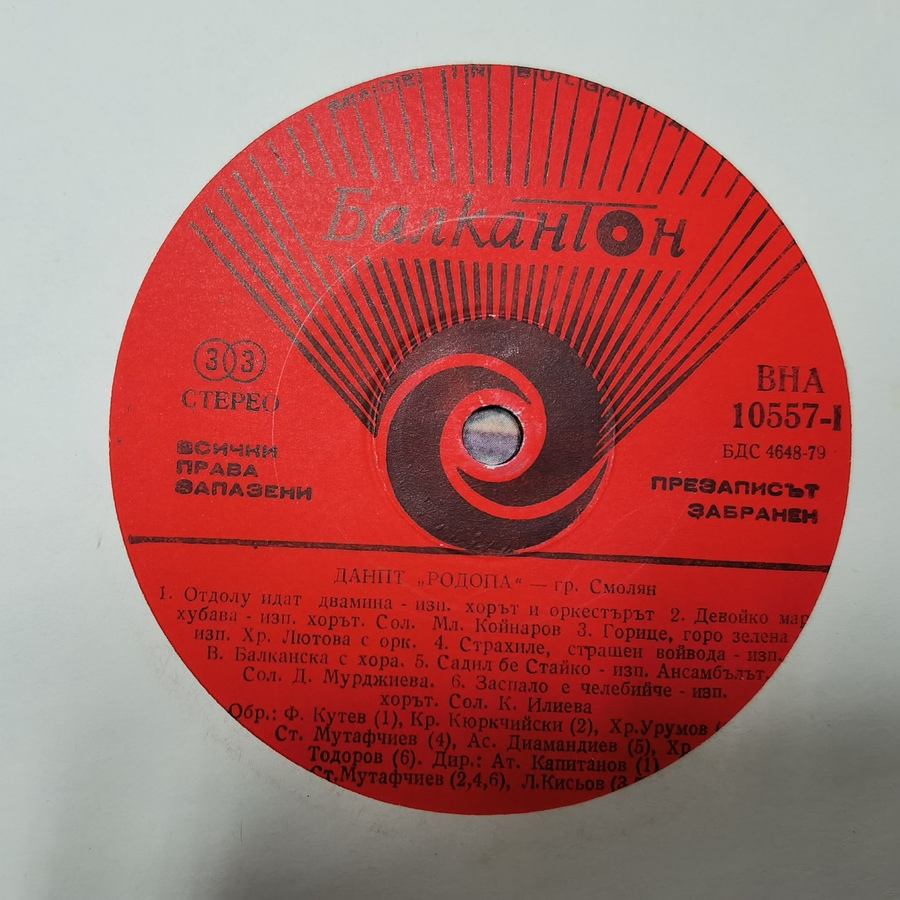 MADE IN BULGARIA
Балкантон
33
СТЕРЕО
ВСИЧКИ
ПРАВА
ЗАПАЗЕНИ
ВНА
10557-I
БДС 4648-79
ПРЕЗАПИСЪТ
ЗАБРАНЕН
ДАНПТ „РОДОПА“ — гр. Смолян
1. Отдолу идат двамина - изп. хорът и оркестърът 2. Девойко мар
хубава - изп. хорът. Сол. Мл. Койнаров 3. Горице, горо зелена
изп. Хр. Лютова с орк. 4. Страхиле, страшен войвода - изп.
В. Балканска с хора. 5. Садил бе Стайко - изп. Ансамбълът.
Сол. Д. Мурджиева. 6. Заспало е челебийче - изп.
хорът. Сол. К. Илиева
Обр.: Ф. Кутев (1), Кр. Кюркчийски (2), Хр.Урумов
Ст. Мутафчиев (4), Ас. Диамандиев (5), Хр.
Тодоров (6). Дир.: Ат. Капитанов (1)
Ст.Мутафчиев (2,4,6), Л.Кисьов (3,